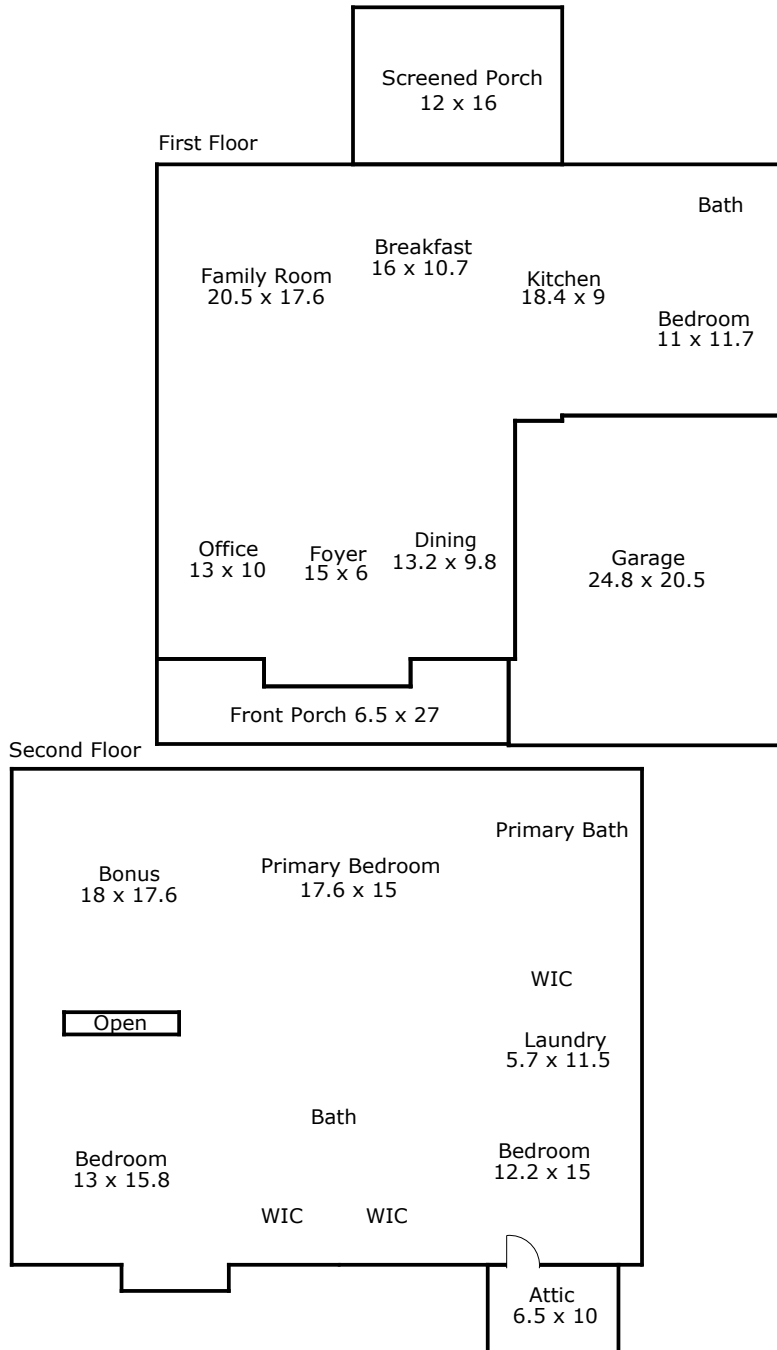 Screened Porch
12 x 16
First Floor
Bath
Breakfast
16 x 10.7
Family Room
20.5 x 17.6
Kitchen
18.4 x 9
Bedroom
11 x 11.7
Office
13 x 10
Foyer
15 x 6
Dining
13.2 x 9.8
Garage
24.8 x 20.5
Front Porch 6.5 x 27
Second Floor
Primary Bath
Bonus
18 x 17.6
Primary Bedroom
17.6 x 15
WIC
Open
Laundry
5.7 x 11.5
Bath
Bedroom
13 x 15.8
Bedroom
12.2 x 15
WIC
WIC
Attic
6.5 x 10